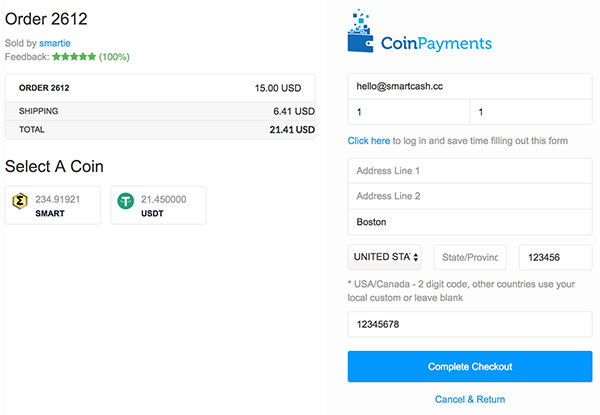 Order 2612
Sold by smartie
Feedback: ★★★★★ (100%)
ORDER 2612 15.00 USD
SHIPPING 6.41 USD
TOTAL 21.41 USD
Select A Coin
234.91921
SMART
21.450000
USDT
CoinPayments
hello@smartcash.cc
1 1
Click here to log in and save time filling out this form
Address Line 1
Address Line 2
Boston
UNITED STA State/Provinc 123456
* USA/Canada - 2 digit code, other countries use your
local custom or leave blank
12345678
Complete Checkout
Cancel & Return